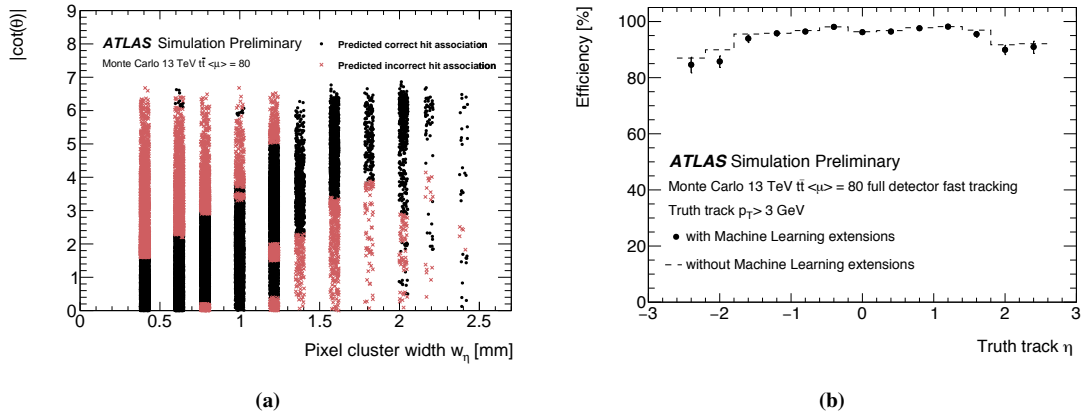 |cot(θ)|
9
8
7
6
5
4
3
2
1
0
ATLAS Simulation Preliminary
Monte Carlo 13 TeV tt̄ <μ> = 80
Predicted correct hit association
Predicted incorrect hit association
0 0.5 1 1.5 2 2.5
Pixel cluster width wη [mm]
(a)
Efficiency [%]
100
80
60
40
20
0
ATLAS Simulation Preliminary
Monte Carlo 13 TeV tt̄ <μ> = 80 full detector fast tracking
Truth track pT> 3 GeV
with Machine Learning extensions
without Machine Learning extensions
−3 −2 −1 0 1 2 3
Truth track η
(b)